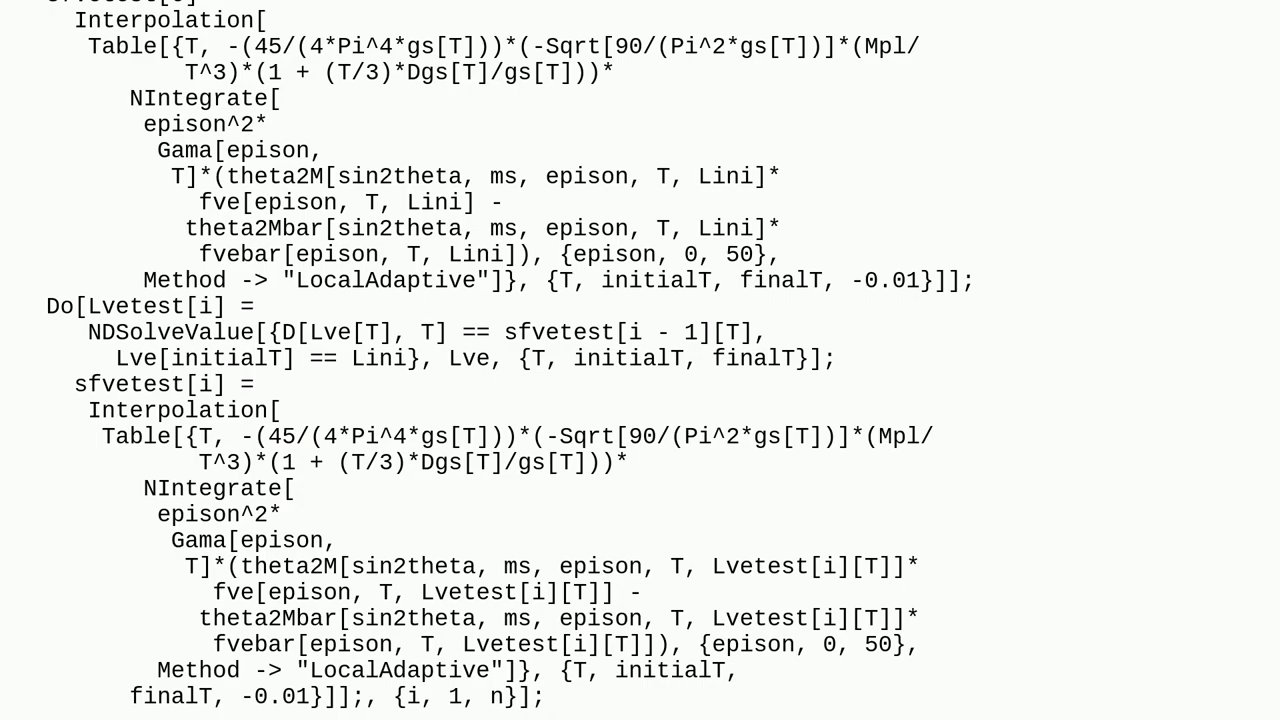 Interpolation[
Table[{T, -(45/(4*Pi^4*gs[T]))*(-Sqrt[90/(Pi^2*gs[T])]*(Mpl/
T^3)*(1 + (T/3)*Dgs[T]/gs[T]))*
NIntegrate[
epison^2*
Gama[epison,
T]*(theta2M[sin2theta, ms, epison, T, Lini]*
fve[epison, T, Lini] -
theta2Mbar[sin2theta, ms, epison, T, Lini]*
fvebar[epison, T, Lini]), {epison, 0, 50},
Method -> "LocalAdaptive"]}, {T, initialT, finalT, -0.01}]];
Do[Lvetest[i] =
NDSolveValue[{D[Lve[T], T] == sfvetest[i - 1][T],
Lve[initialT] == Lini}, Lve, {T, initialT, finalT}];
sfvetest[i] =
Interpolation[
Table[{T, -(45/(4*Pi^4*gs[T]))*(-Sqrt[90/(Pi^2*gs[T])]*(Mpl/
T^3)*(1 + (T/3)*Dgs[T]/gs[T]))*
NIntegrate[
epison^2*
Gama[epison,
T]*(theta2M[sin2theta, ms, epison, T, Lvetest[i][T]]*
fve[epison, T, Lvetest[i][T]] -
theta2Mbar[sin2theta, ms, epison, T, Lvetest[i][T]]*
fvebar[epison, T, Lvetest[i][T]]), {epison, 0, 50},
Method -> "LocalAdaptive"]}, {T, initialT,
finalT, -0.01}]];, {i, 1, n}];